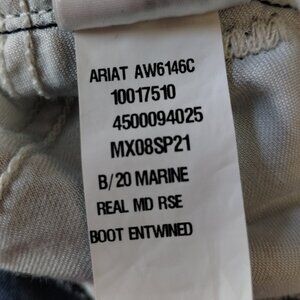 ARIAT AW6146C
10017510
4500094025
MX08SP21
B/20 MARINE
REAL MD RSE
BOOT ENTWINED